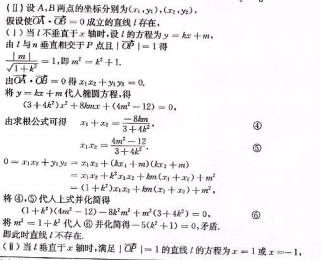 (Ⅱ)设A,B两点的坐标分别为(x₁,y₁),(x₂,y₂),
假设使OA·OB=0成立的直线l存在,
(ⅰ)当l不垂直于x轴时,设l的方程为y=kx+m,
由l与n垂直相交于P点且|OP|=1得
|m|/√(1+k²)=1,即m²=k²+1.
由OA·OB=0得x₁x₂+y₁y₂=0.
将y=kx+m代入椭圆方程,得
(3+4k²)x²+8kmx+(4m²-12)=0,
由求根公式可得 x₁+x₂=-8km/(3+4k²), ④
x₁x₂=(4m²-12)/(3+4k²). ⑤
0=x₁x₂+y₁y₂=x₁x₂+(kx₁+m)(kx₂+m)
=x₁x₂+k²x₁x₂+km(x₁+x₂)+m²
=(1+k²)x₁x₂+km(x₁+x₂)+m²,
将④,⑤代入上式并化简得
(1+k²)(4m²-12)-8k²m²+m²(3+4k²)=0, ⑥
将m²=1+k²代入⑥并化简得-5(k²+1)=0,矛盾.
即此时直线l不存在.
(ⅱ)当l垂直于x轴时,满足|OP|=1的直线l的方程为x=1或x=-1,